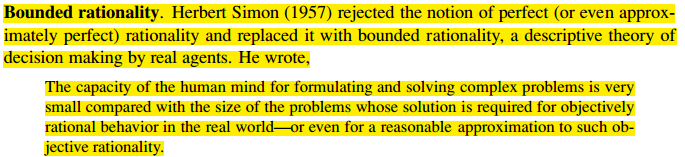 Bounded rationality. Herbert Simon (1957) rejected the notion of perfect (or even approx-
imately perfect) rationality and replaced it with bounded rationality, a descriptive theory of
decision making by real agents. He wrote,
The capacity of the human mind for formulating and solving complex problems is very
small compared with the size of the problems whose solution is required for objectively
rational behavior in the real world—or even for a reasonable approximation to such ob-
jective rationality.